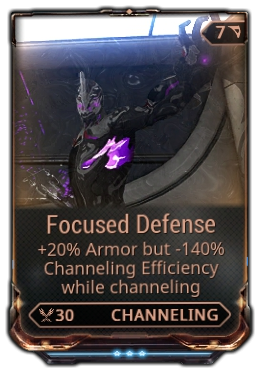 7
Focused Defense
+20% Armor but -140%
Channeling Efficiency
while channeling
30 CHANNELING